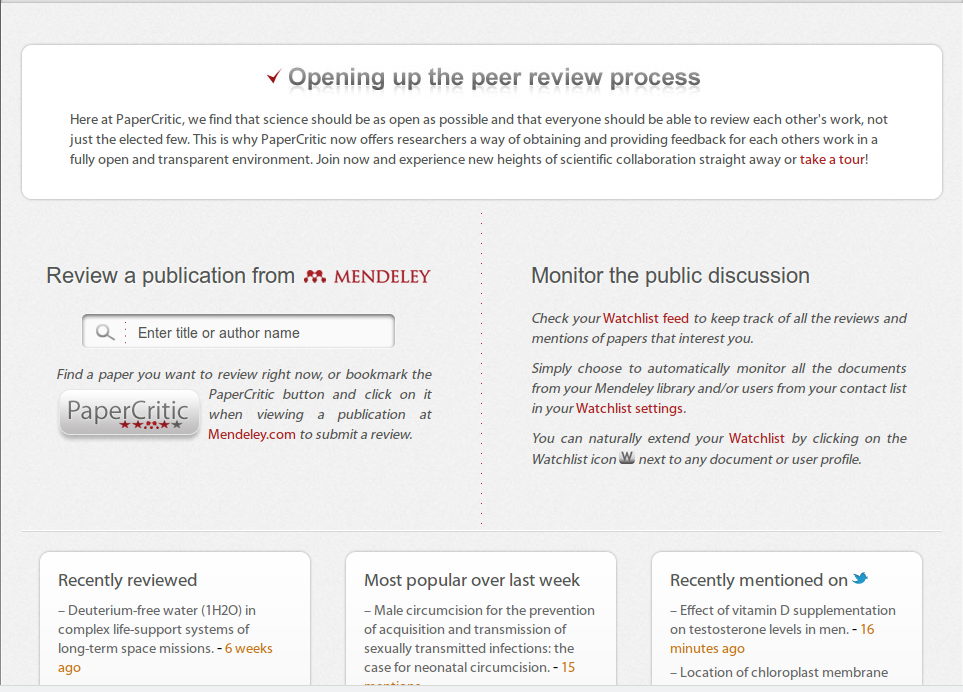 Opening up the peer review process
Here at PaperCritic, we find that science should be as open as possible and that everyone should be able to review each other's work, not
just the elected few. This is why PaperCritic now offers researchers a way of obtaining and providing feedback for each others work in a
fully open and transparent environment. Join now and experience new heights of scientific collaboration straight away or take a tour!
Review a publication from MENDELEY
Enter title or author name
Find a paper you want to review right now, or bookmark the
PaperCritic
PaperCritic button and click on it
when viewing a publication at
Mendeley.com to submit a review.
Monitor the public discussion
Check your Watchlist feed to keep track of all the reviews and
mentions of papers that interest you.
Simply choose to automatically monitor all the documents
from your Mendeley library and/or users from your contact list
in your Watchlist settings.
You can naturally extend your Watchlist by clicking on the
Watchlist icon W next to any document or user profile.
Recently reviewed
– Deuterium-free water (1H2O) in
complex life-support systems of
long-term space missions. - 6 weeks
ago
Most popular over last week
– Male circumcision for the prevention
of acquisition and transmission of
sexually transmitted infections: the
case for neonatal circumcision. - 15
mentions
Recently mentioned on
– Effect of vitamin D supplementation
on testosterone levels in men. - 16
minutes ago
– Location of chloroplast membrane